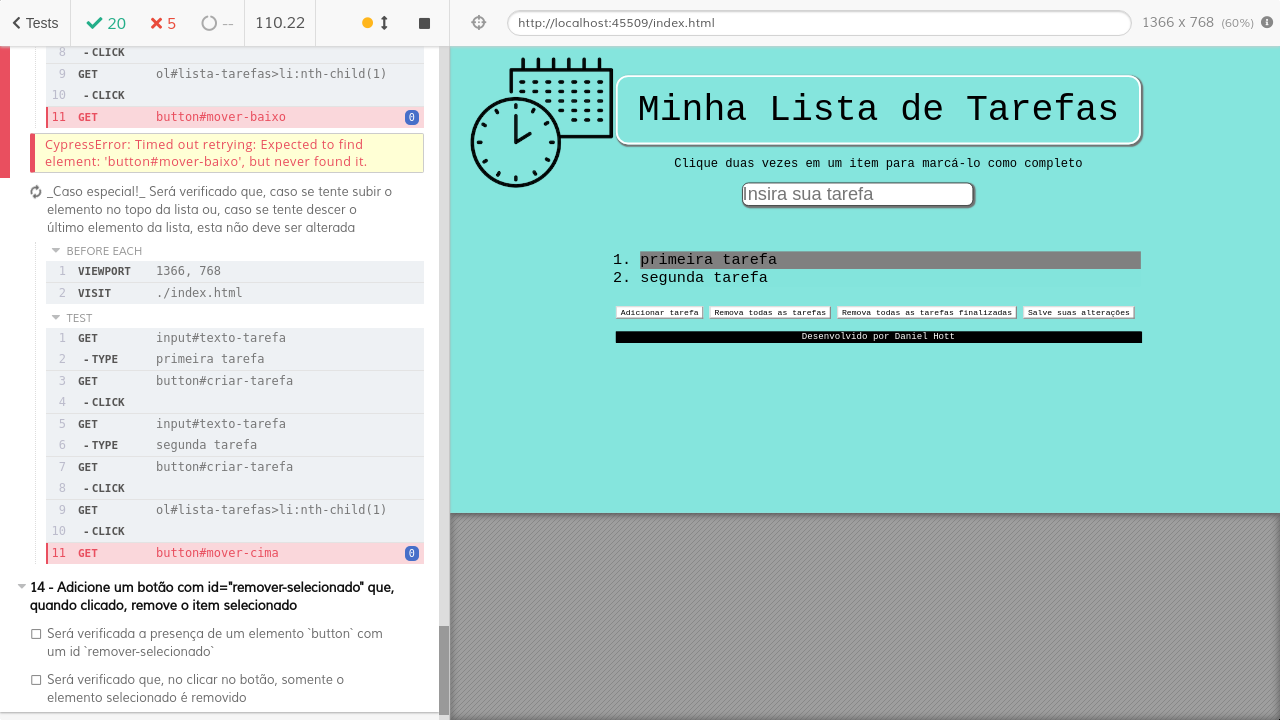 Tests
20
5
--
110.22
http://localhost:45509/index.html
1366 x 768 (60%)
8 - CLICK
9 GET ol#lista-tarefas>li:nth-child(1)
10 - CLICK
11 GET button#mover-baixo 0
CypressError: Timed out retrying: Expected to find
element: 'button#mover-baixo', but never found it.
_Caso especial!_ Será verificado que, caso se tente subir o
elemento no topo da lista ou, caso se tente descer o
último elemento da lista, esta não deve ser alterada
BEFORE EACH
1 VIEWPORT 1366, 768
2 VISIT ./index.html
TEST
1 GET input#texto-tarefa
2 - TYPE primeira tarefa
3 GET button#criar-tarefa
4 - CLICK
5 GET input#texto-tarefa
6 - TYPE segunda tarefa
7 GET button#criar-tarefa
8 - CLICK
9 GET ol#lista-tarefas>li:nth-child(1)
10 - CLICK
11 GET button#mover-cima 0
14 - Adicione um botão com id="remover-selecionado" que,
quando clicado, remove o item selecionado
Será verificada a presença de um elemento `button` com
um id `remover-selecionado`
Será verificado que, no clicar no botão, somente o
elemento selecionado é removido
Minha Lista de Tarefas
Clique duas vezes em um item para marcá-lo como completo
Insira sua tarefa
1. primeira tarefa
2. segunda tarefa
Adicionar tarefa Remova todas as tarefas Remova todas as tarefas finalizadas Salve suas alterações
Desenvolvido por Daniel Hott